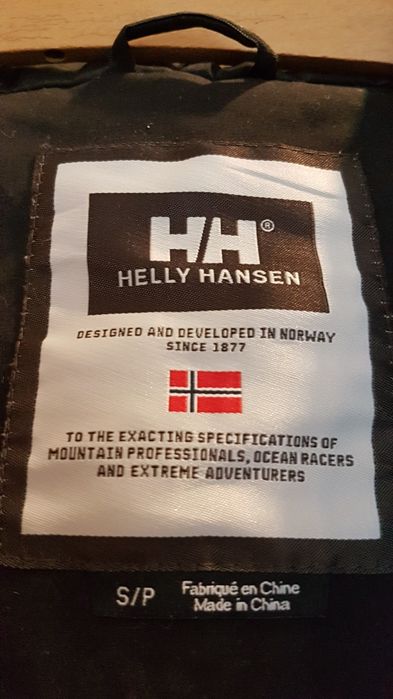 H/H®
HELLY HANSEN
DESIGNED AND DEVELOPED IN NORWAY
SINCE 1877
TO THE EXACTING SPECIFICATIONS OF
MOUNTAIN PROFESSIONALS, OCEAN RACERS
AND EXTREME ADVENTURERS
S/P
Fabriqué en Chine
Made in China